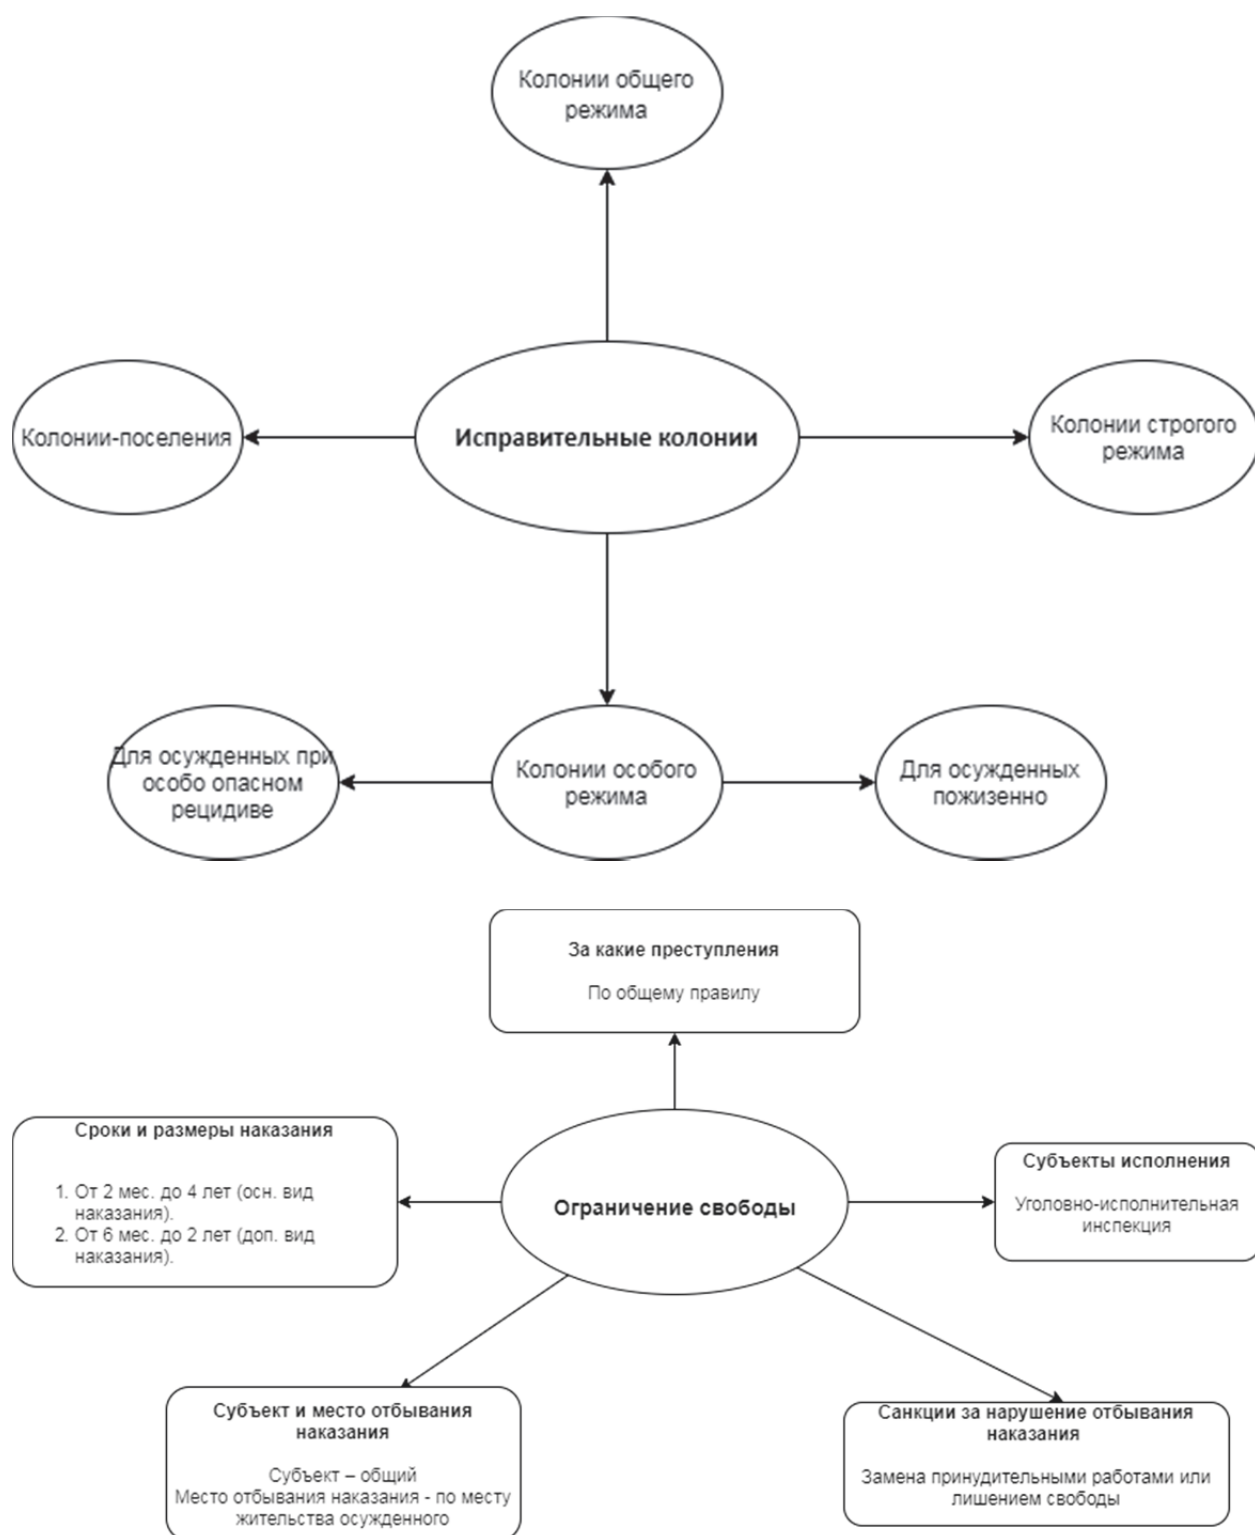 Колонии общего
режима
Колонии-поселения
Исправительные колонии
Колонии строгого
режима
Для осужденных при
особо опасном
рецидиве
Колонии особого
режима
Для осужденных
пожизенно
За какие преступления
По общему правилу
Сроки и размеры наказания
1. От 2 мес. до 4 лет (осн. вид
наказания).
2. От 6 мес. до 2 лет (доп. вид
наказания).
Ограничение свободы
Субъекты исполнения
Уголовно-исполнительная
инспекция
Субъект и место отбывания
наказания
Субъект – общий
Место отбывания наказания - по месту
жительства осужденного
Санкции за нарушение отбывания
наказания
Замена принудительными работами или
лишением свободы